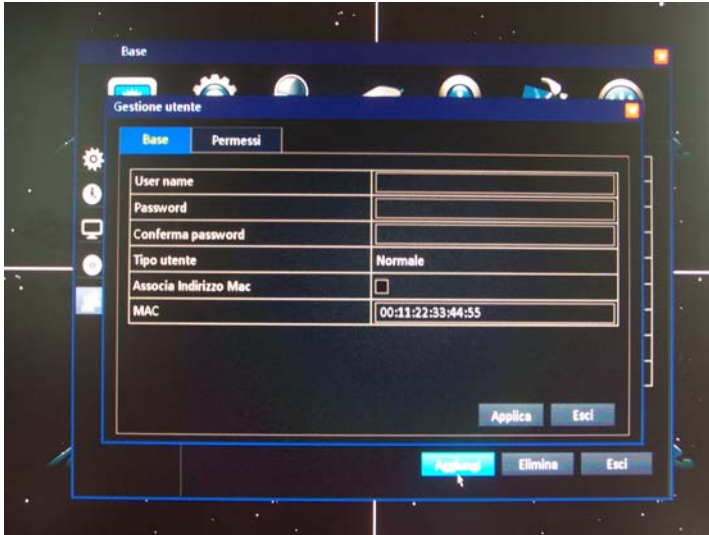 Base
Gestione utente
Base Permessi
User name
Password
Conferma password
Tipo utente Normale
Associa Indirizzo Mac
MAC 00:11:22:33:44:55
Applica Esci
Aggiungi Elimina Esci